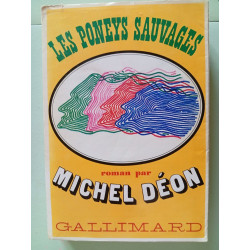 LES PONEYS SAUVAGES
roman par
MICHEL DÉON
GALLIMARD